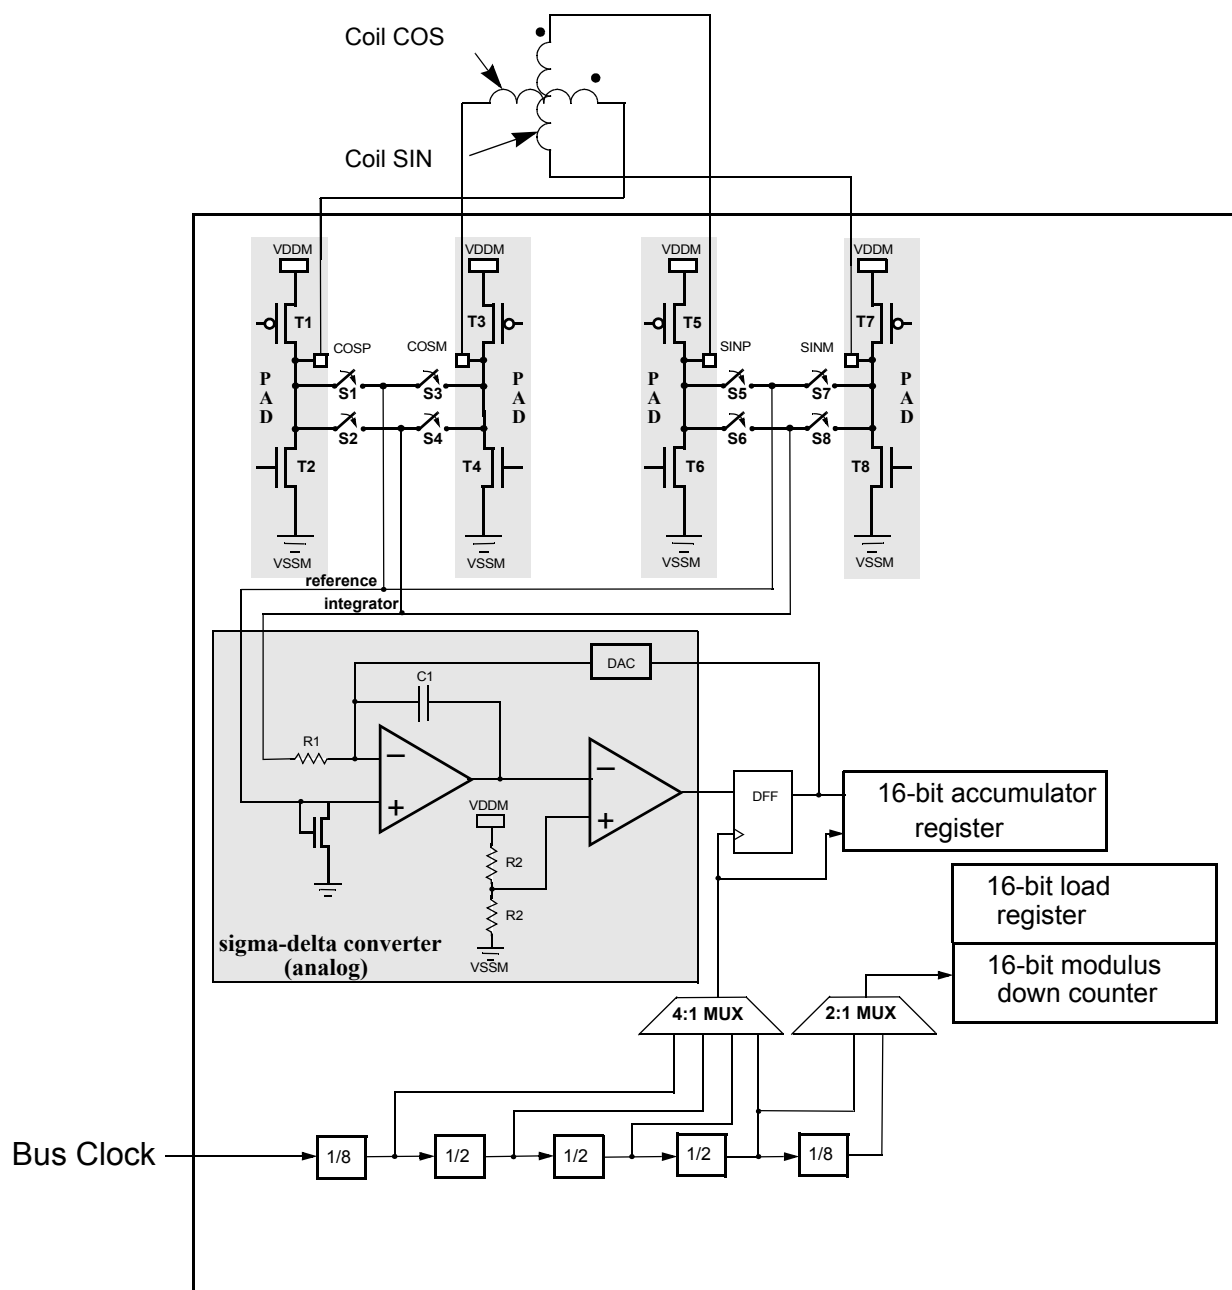 Coil COS
Coil SIN
VDDM
VDDM
VDDM
VDDM
T1
T3
T5
T7
COSP
COSM
SINP
SINM
PAD
PAD
PAD
PAD
S1
S3
S5
S7
S2
S4
S6
S8
T2
T4
T6
T8
VSSM
VSSM
VSSM
VSSM
reference
integrator
DAC
C1
R1
DFF
16-bit accumulator
register
VDDM
R2
R2
VSSM
sigma-delta converter
(analog)
16-bit load
register
16-bit modulus
down counter
4:1 MUX
2:1 MUX
Bus Clock
1/8
1/2
1/2
1/2
1/8